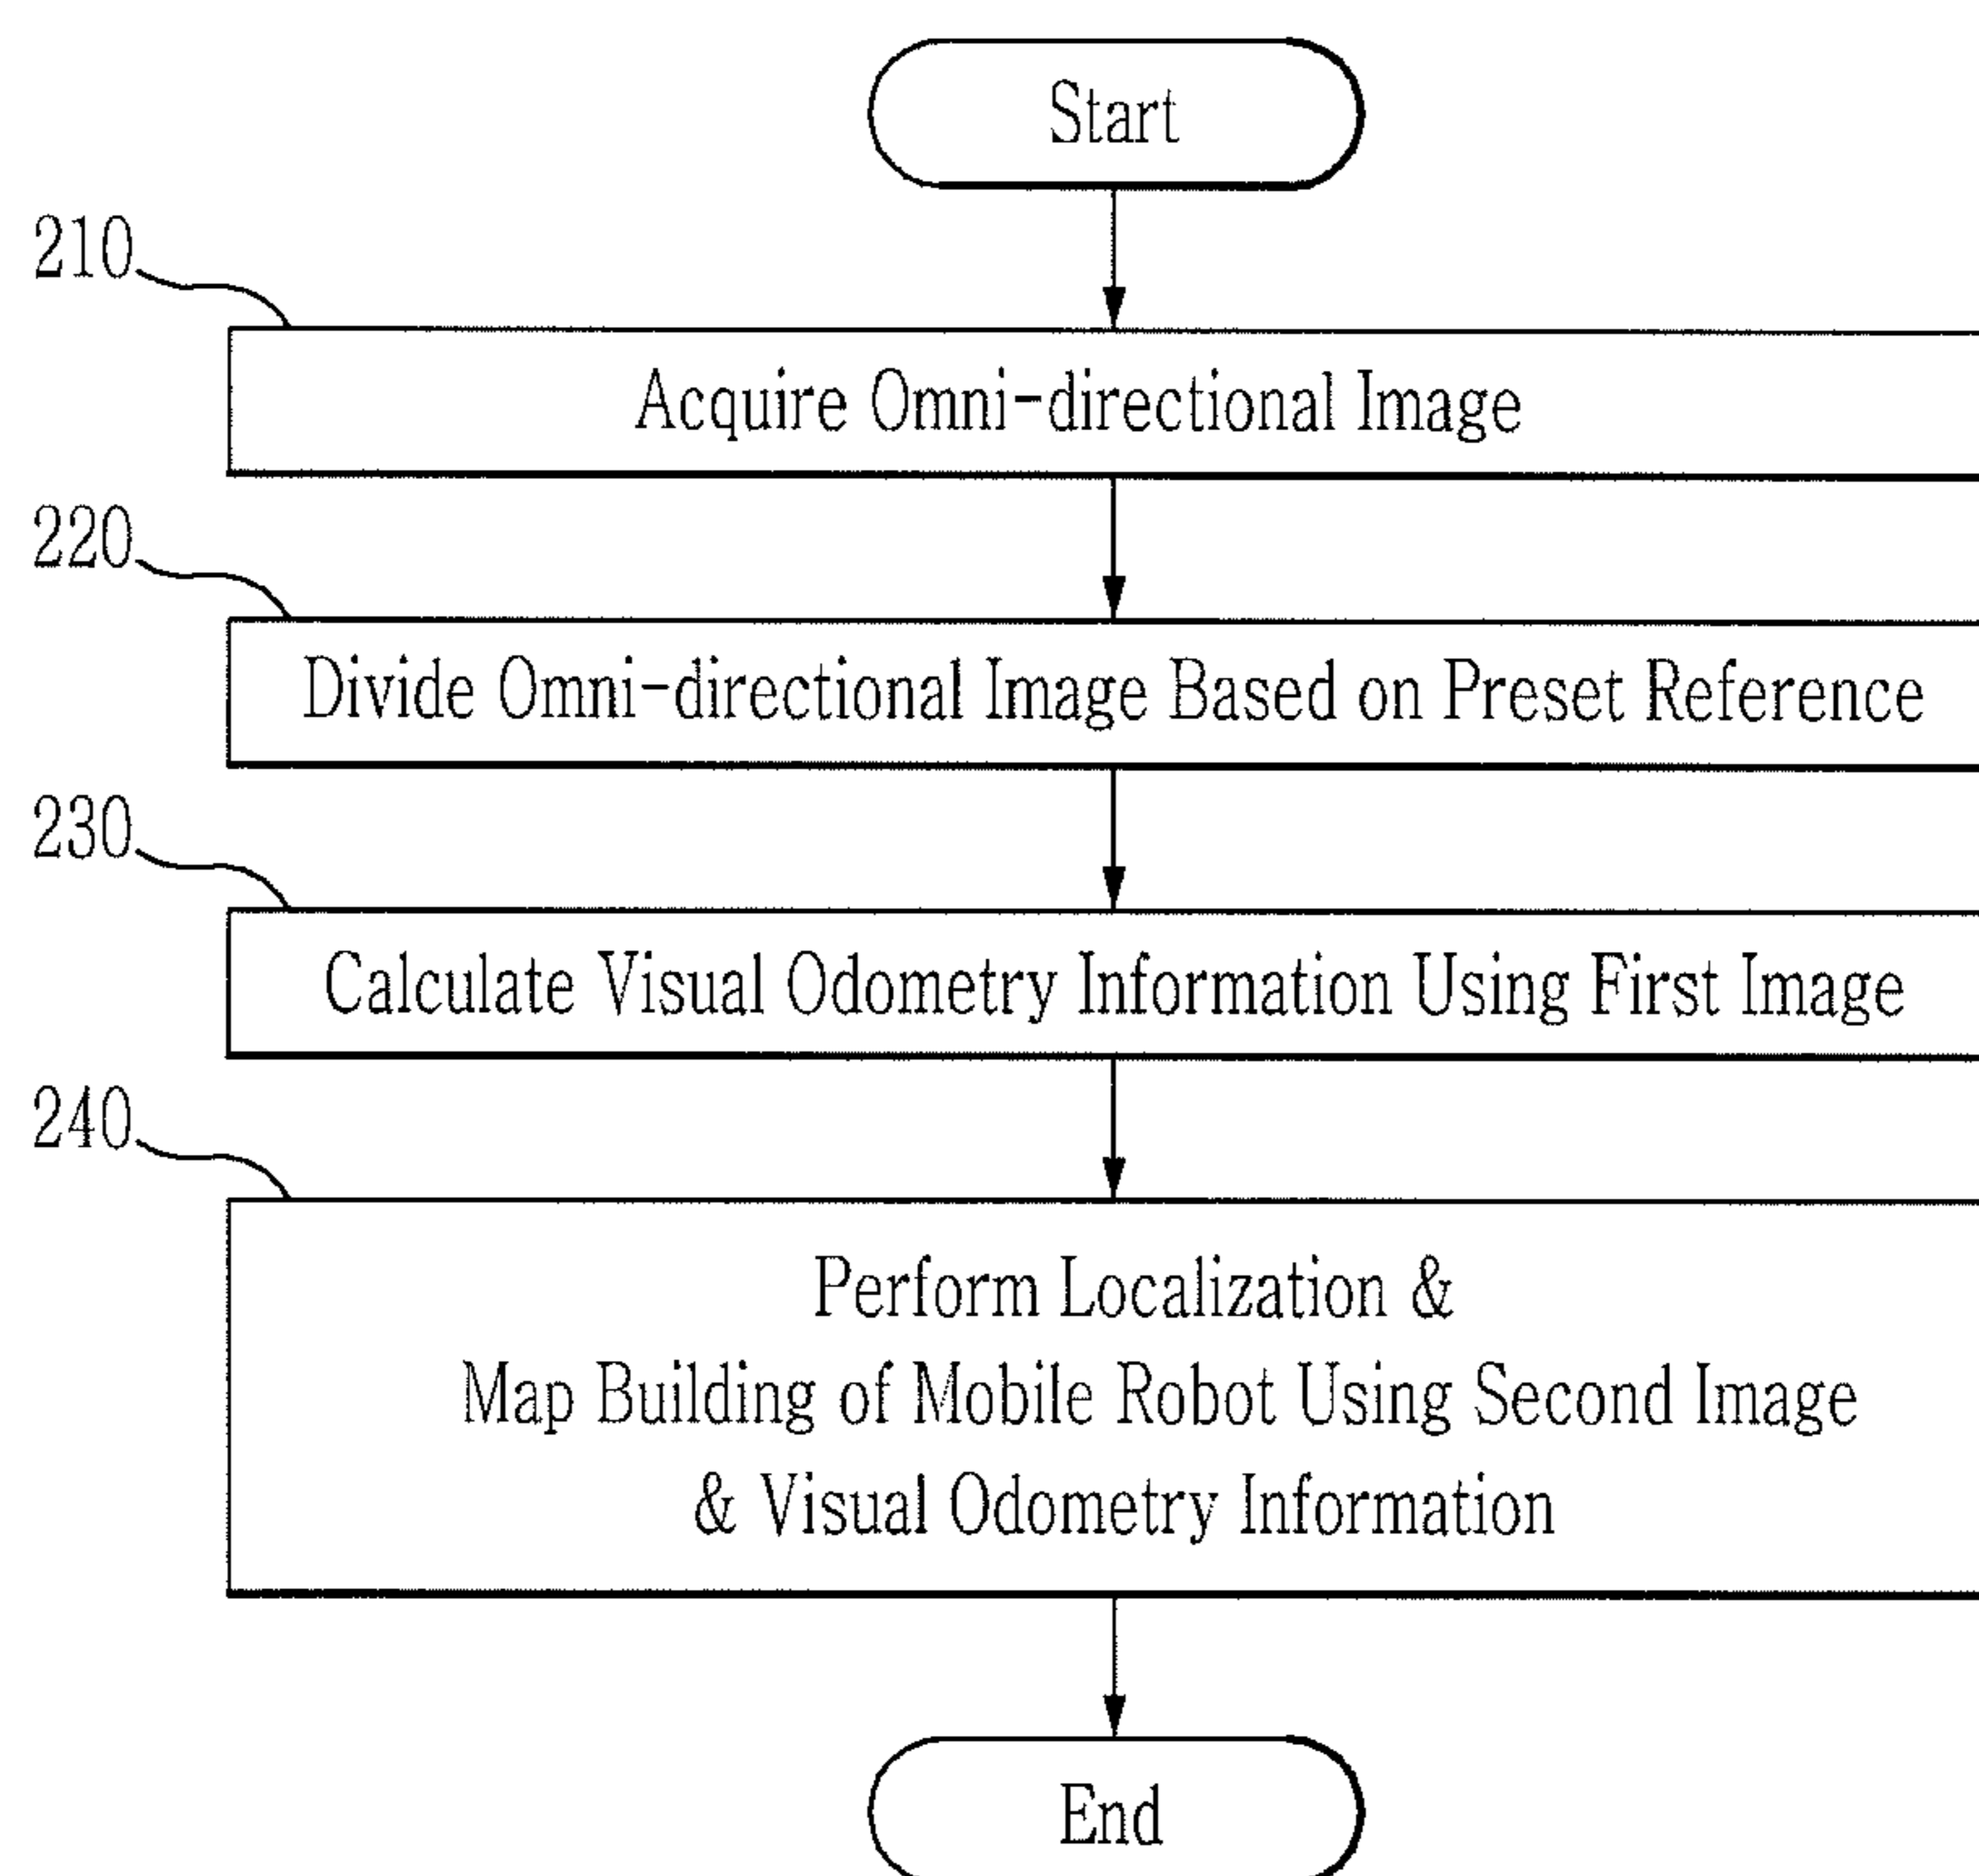 Start
210
Acquire Omni-directional Image
220
Divide Omni-directional Image Based on Preset Reference
230
Calculate Visual Odometry Information Using First Image
240
Perform Localization &
Map Building of Mobile Robot Using Second Image
& Visual Odometry Information
End